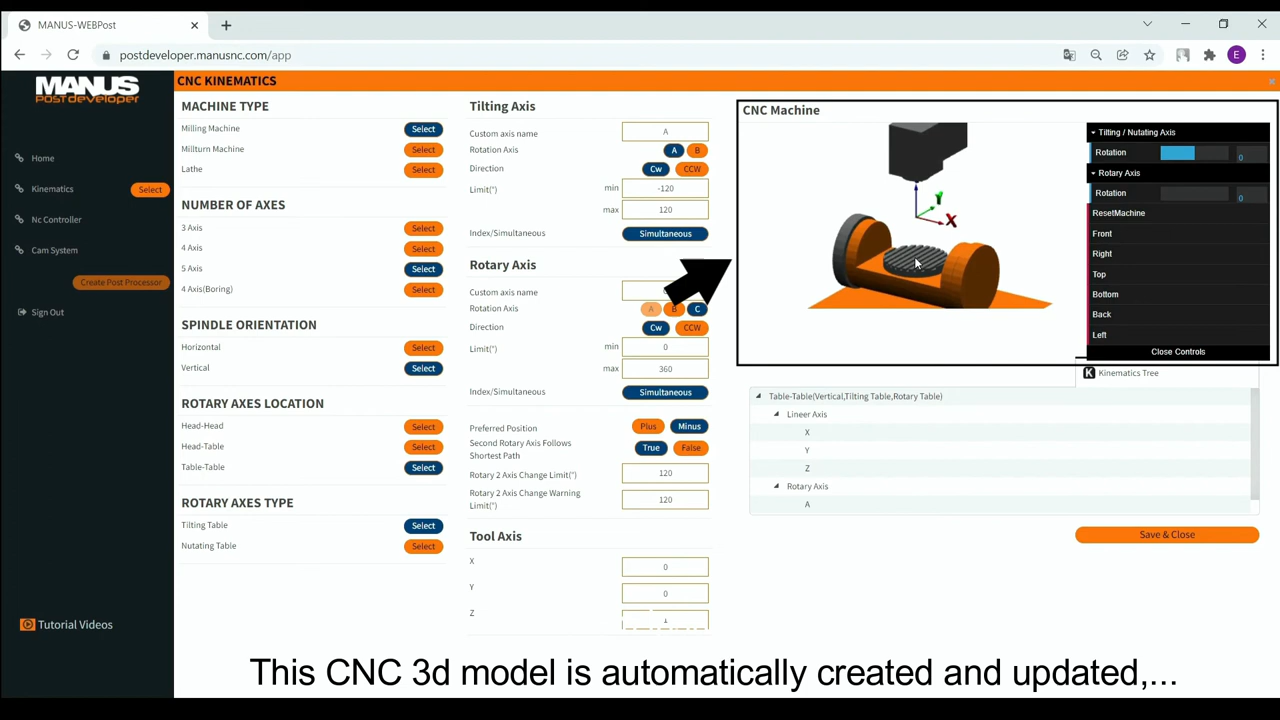 MANUS-WEBPost
postdeveloper.manusnc.com/app
E
MANUS
postdeveloper
Home
Kinematics
Select
Nc Controller
Cam System
Create Post Processor
Sign Out
Tutorial Videos
CNC KINEMATICS
MACHINE TYPE
Milling Machine Select
Millturn Machine Select
Lathe Select
NUMBER OF AXES
3 Axis Select
4 Axis Select
5 Axis Select
4 Axis(Boring) Select
SPINDLE ORIENTATION
Horizontal Select
Vertical Select
ROTARY AXES LOCATION
Head-Head Select
Head-Table Select
Table-Table Select
ROTARY AXES TYPE
Tilting Table Select
Nutating Table Select
Tilting Axis
Custom axis name A
Rotation Axis A B
Direction Cw CCW
Limit(°) min -120
max 120
Index/Simultaneous Simultaneous
Rotary Axis
Custom axis name
Rotation Axis A B C
Direction Cw CCW
Limit(°) min 0
max 360
Index/Simultaneous Simultaneous
Preferred Position Plus Minus
Second Rotary Axis Follows
Shortest Path True False
Rotary 2 Axis Change Limit(°) 120
Rotary 2 Axis Change Warning
Limit(°) 120
Tool Axis
X 0
Y 0
Z 1
CNC Machine
Y
X
Tilting / Nutating Axis
Rotation 0
Rotary Axis
Rotation 0
ResetMachine
Front
Right
Top
Bottom
Back
Left
Close Controls
K Kinematics Tree
Table-Table(Vertical,Tilting Table,Rotary Table)
Lineer Axis
X
Y
Z
Rotary Axis
A
Save & Close
This CNC 3d model is automatically created and updated,...